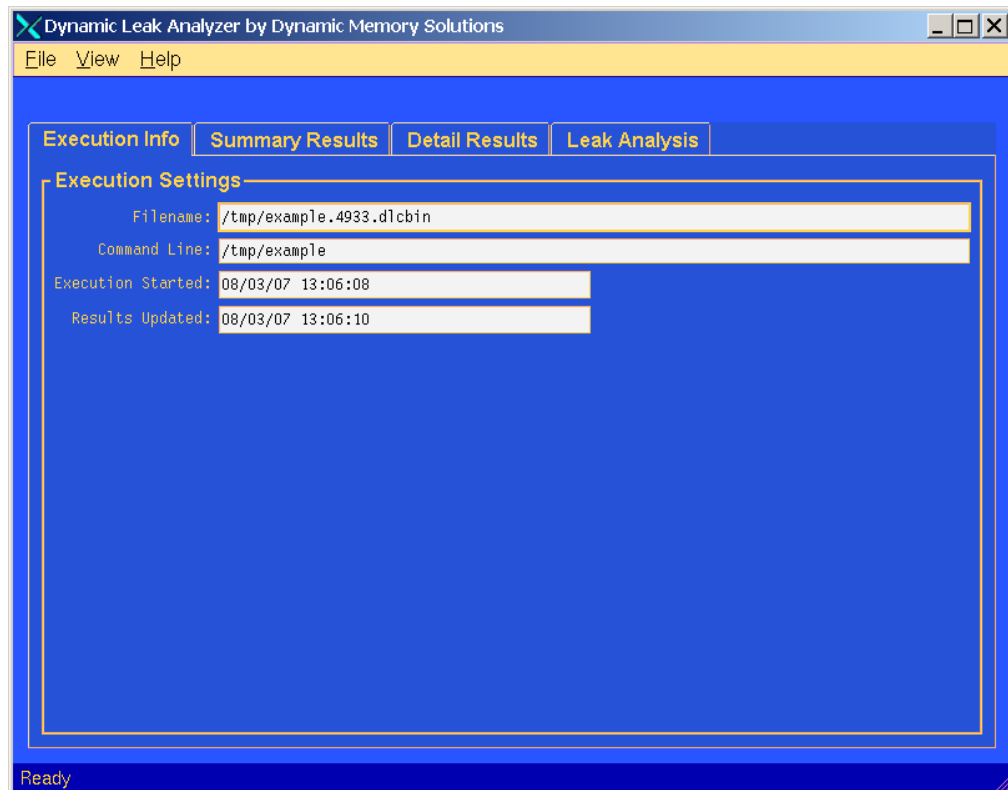 Dynamic Leak Analyzer by Dynamic Memory Solutions
File View Help
Execution Info Summary Results Detail Results Leak Analysis
Execution Settings
Filename: /tmp/example.4933.dlcbin
Command Line: /tmp/example
Execution Started: 08/03/07 13:06:08
Results Updated: 08/03/07 13:06:10
Ready